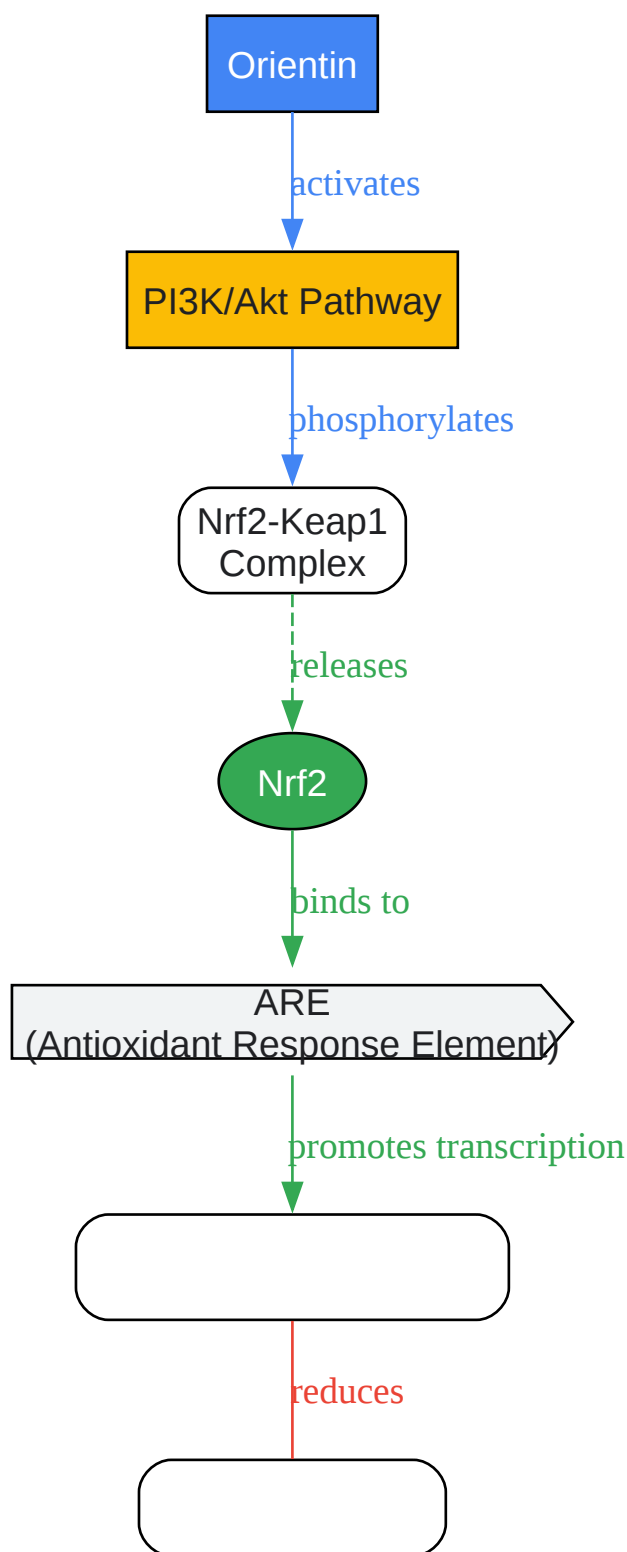 Orientin
activates
PI3K/Akt Pathway
phosphorylates
Nrf2-Keap1
Complex
releases
Nrf2
binds to
ARE
(Antioxidant Response Element)
promotes transcription
reduces